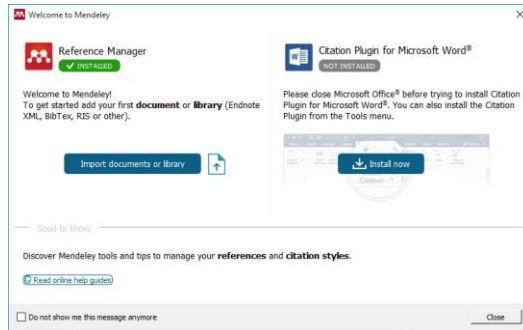 Welcome to Mendeley
Reference Manager
INSTALLED
Welcome to Mendeley!
To get started add your first document or library (Endnote
XML, BibTex, RIS or other).
Import documents or library
Citation Plugin for Microsoft Word®
NOT INSTALLED
Please close Microsoft Office® before trying to install Citation
Plugin for Microsoft Word®. You can also install the Citation
Plugin from the Tools menu.
Citation
Install now
Good to know
Discover Mendeley tools and tips to manage your references and citation styles.
Read online help guides
Do not show me this message anymore
Close